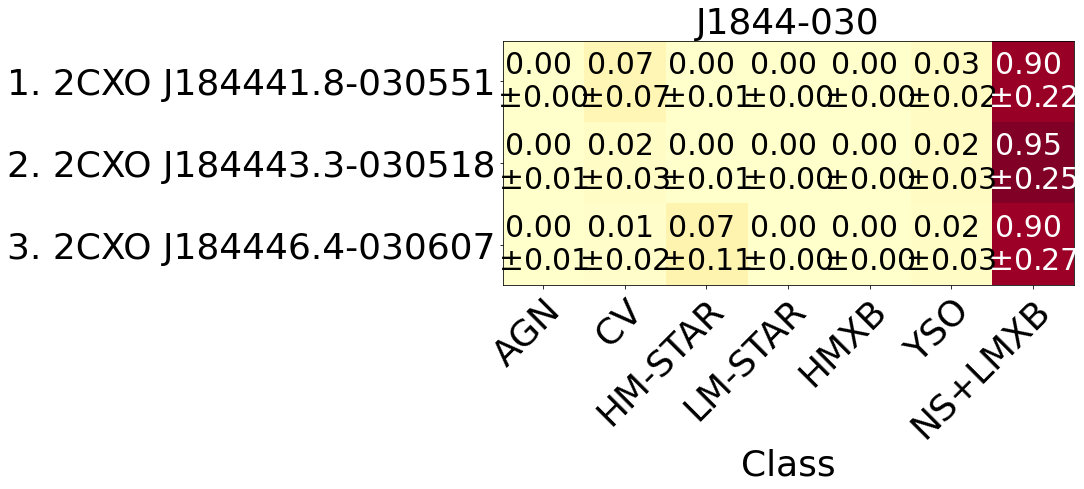 J1844-030
1. 2CXO J184441.8-030551
0.00 0.07 0.00 0.00 0.00 0.03 0.90
±0.00 ±0.07 ±0.01 ±0.00 ±0.00 ±0.02 ±0.22
2. 2CXO J184443.3-030518
0.00 0.02 0.00 0.00 0.00 0.02 0.95
±0.01 ±0.03 ±0.01 ±0.00 ±0.00 ±0.03 ±0.25
3. 2CXO J184446.4-030607
0.00 0.01 0.07 0.00 0.00 0.02 0.90
±0.01 ±0.02 ±0.11 ±0.00 ±0.00 ±0.03 ±0.27
AGN
CV
HM-STAR
LM-STAR
HMXB
YSO
NS+LMXB
Class